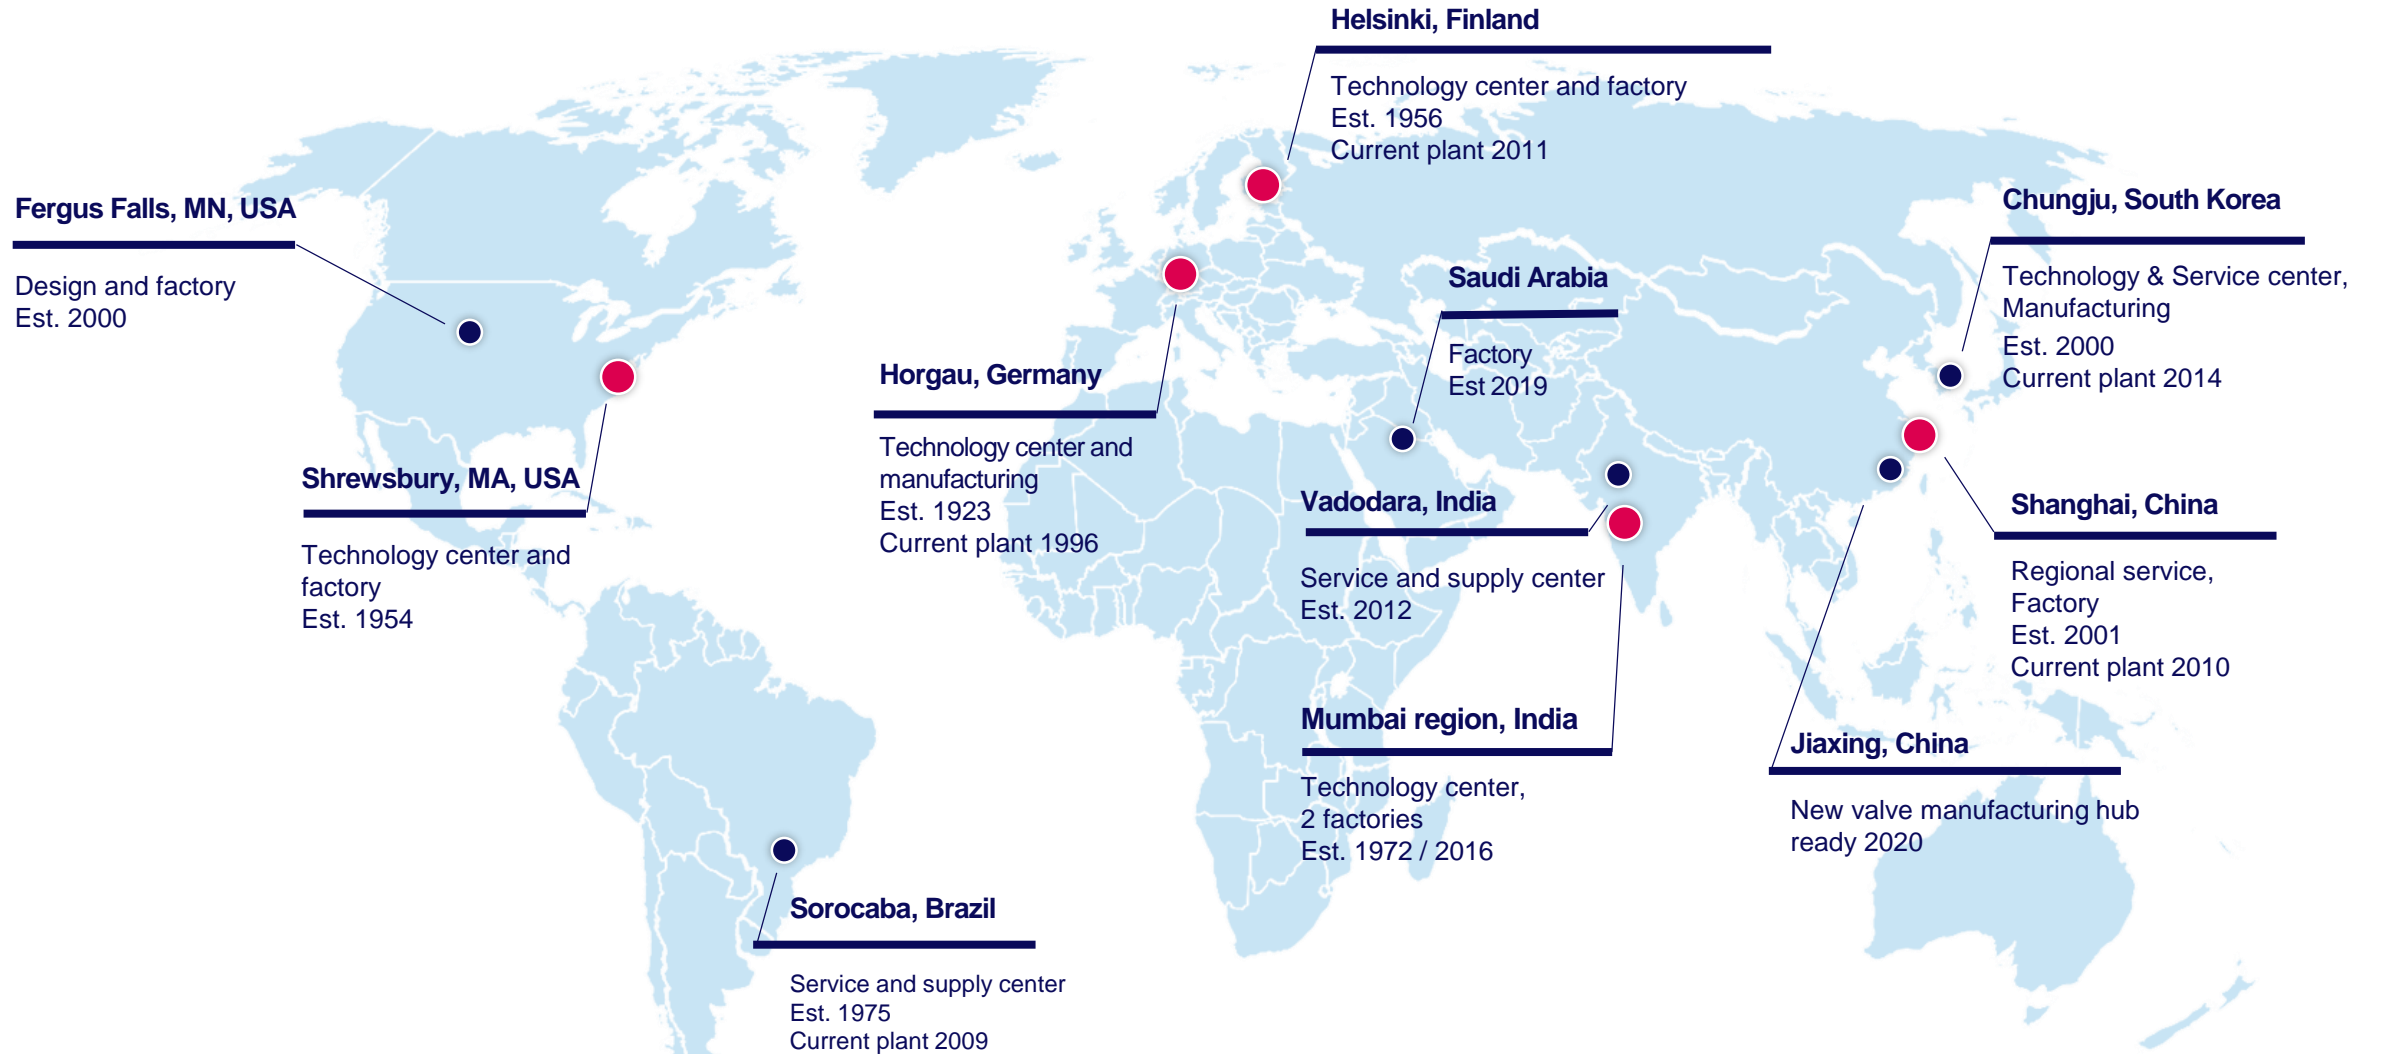 Helsinki, Finland
Technology center and factory
Est. 1956
Current plant 2011
Fergus Falls, MN, USA
Design and factory
Est. 2000
Chungju, South Korea
Technology & Service center,
Manufacturing
Est. 2000
Current plant 2014
Saudi Arabia
Factory
Est 2019
Horgau, Germany
Technology center and
manufacturing
Est. 1923
Current plant 1996
Shrewsbury, MA, USA
Technology center and
factory
Est. 1954
Vadodara, India
Service and supply center
Est. 2012
Shanghai, China
Regional service,
Factory
Est. 2001
Current plant 2010
Mumbai region, India
Technology center,
2 factories
Est. 1972 / 2016
Jiaxing, China
New valve manufacturing hub
ready 2020
Sorocaba, Brazil
Service and supply center
Est. 1975
Current plant 2009